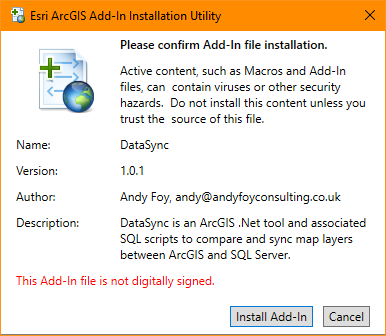 Esri ArcGIS Add-In Installation Utility
Please confirm Add-In file installation.
Active content, such as Macros and Add-In
files, can  contain viruses or other security
hazards.  Do not install this content unless you
trust the  source of this file.
Name: DataSync
Version: 1.0.1
Author: Andy Foy, andy@andyfoyconsulting.co.uk
Description: DataSync is an ArcGIS .Net tool and associated
SQL scripts to compare and sync map layers
between ArcGIS and SQL Server.
This Add-In file is not digitally signed.
Install Add-In Cancel